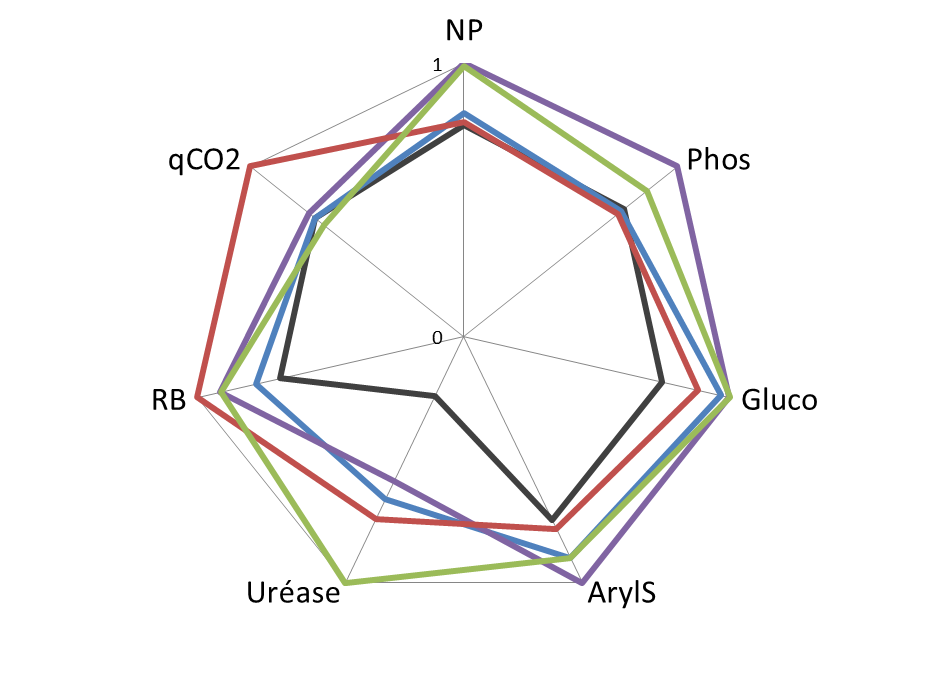 NP
1
qCO2
Phos
0
RB
Gluco
Uréase
ArylS